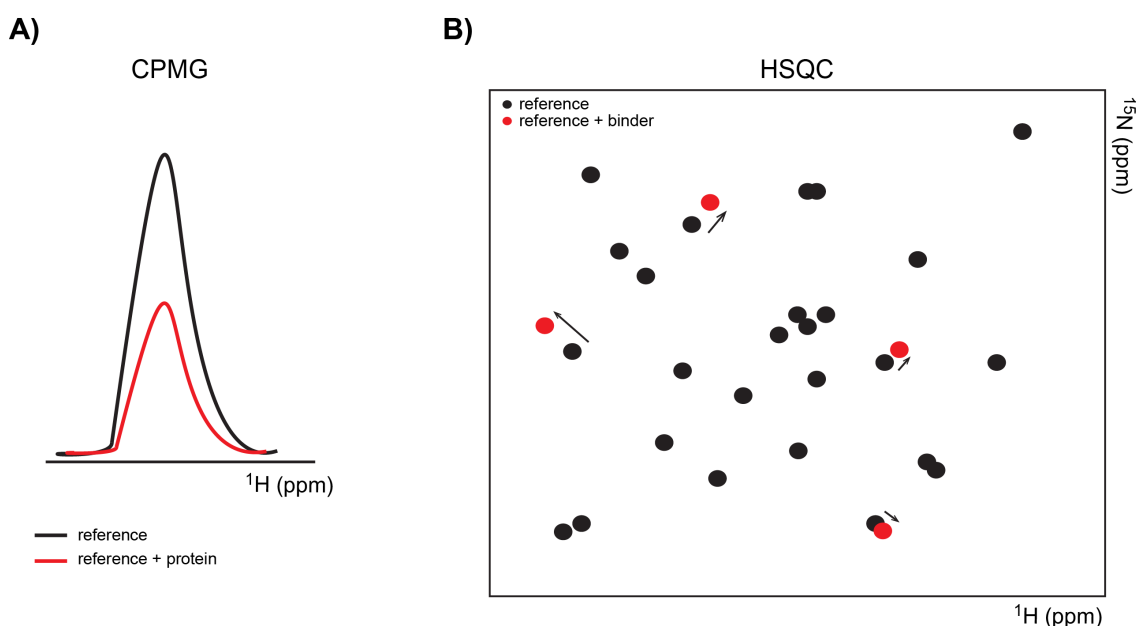 A)
CPMG
¹H (ppm)
reference
reference + protein
B)
HSQC
reference
reference + binder
¹⁵N (ppm)
¹H (ppm)